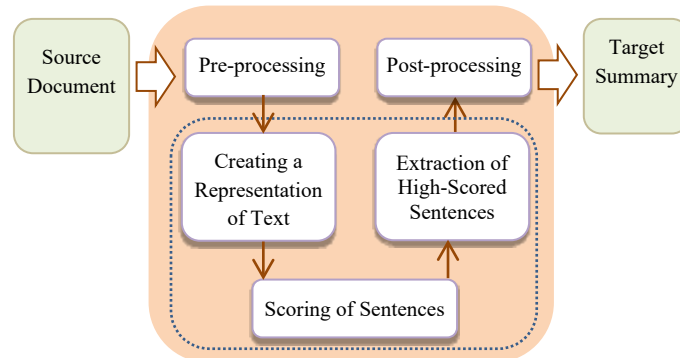 Source
Document
Pre-processing
Creating a
Representation
of Text
Scoring of Sentences
Extraction of
High-Scored
Sentences
Post-processing
Target
Summary